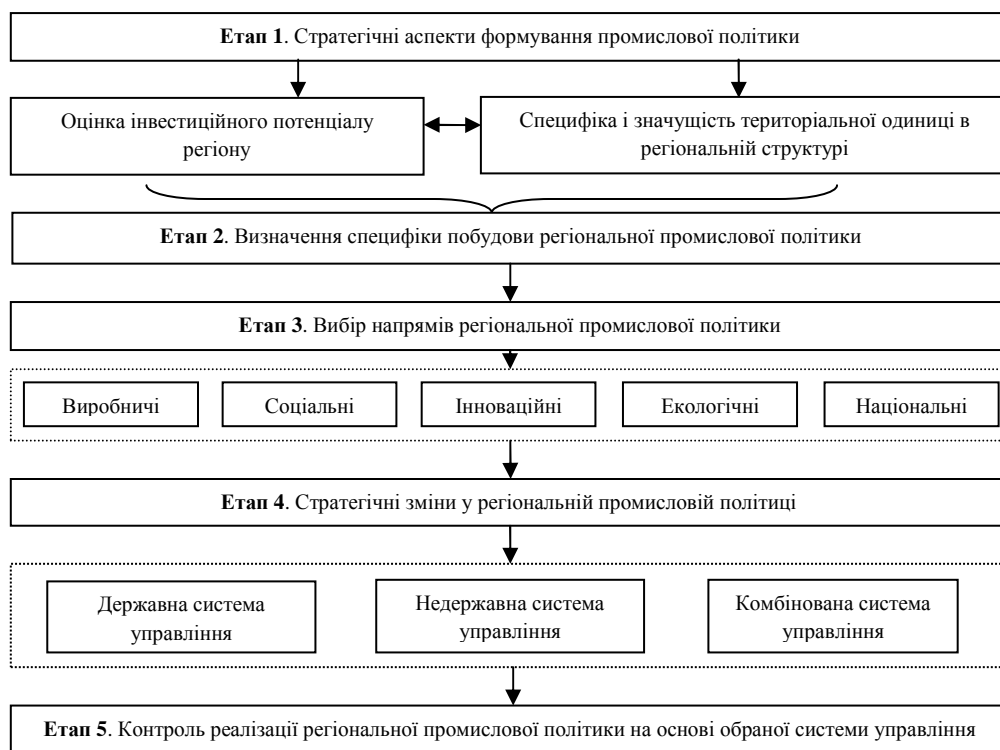 Етап 1. Стратегічні аспекти формування промислової політики
Оцінка інвестиційного потенціалу
регіону
Специфіка і значущість територіальної одиниці в
регіональній структурі
Етап 2. Визначення специфіки побудови регіональної промислової політики
Етап 3. Вибір напрямів регіональної промислової політики
Виробничі
Соціальні
Інноваційні
Екологічні
Національні
Етап 4. Стратегічні зміни у регіональній промисловій політиці
Державна система
управління
Недержавна система
управління
Комбінована система
управління
Етап 5. Контроль реалізації регіональної промислової політики на основі обраної системи управління